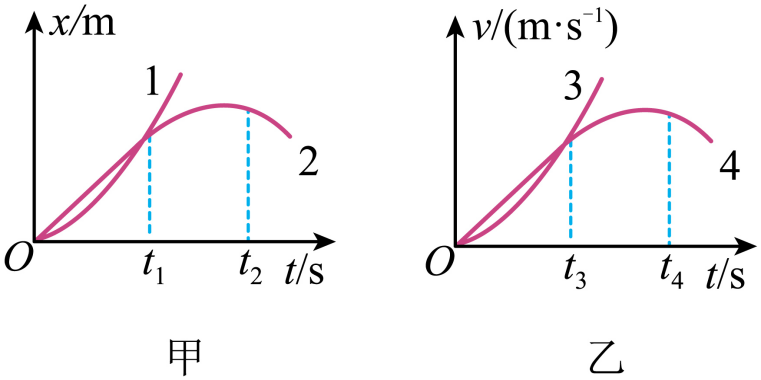 x/m
1
2
O
t₁
t₂
t/s
甲
v/(m·s⁻¹)
3
4
O
t₃
t₄
t/s
乙